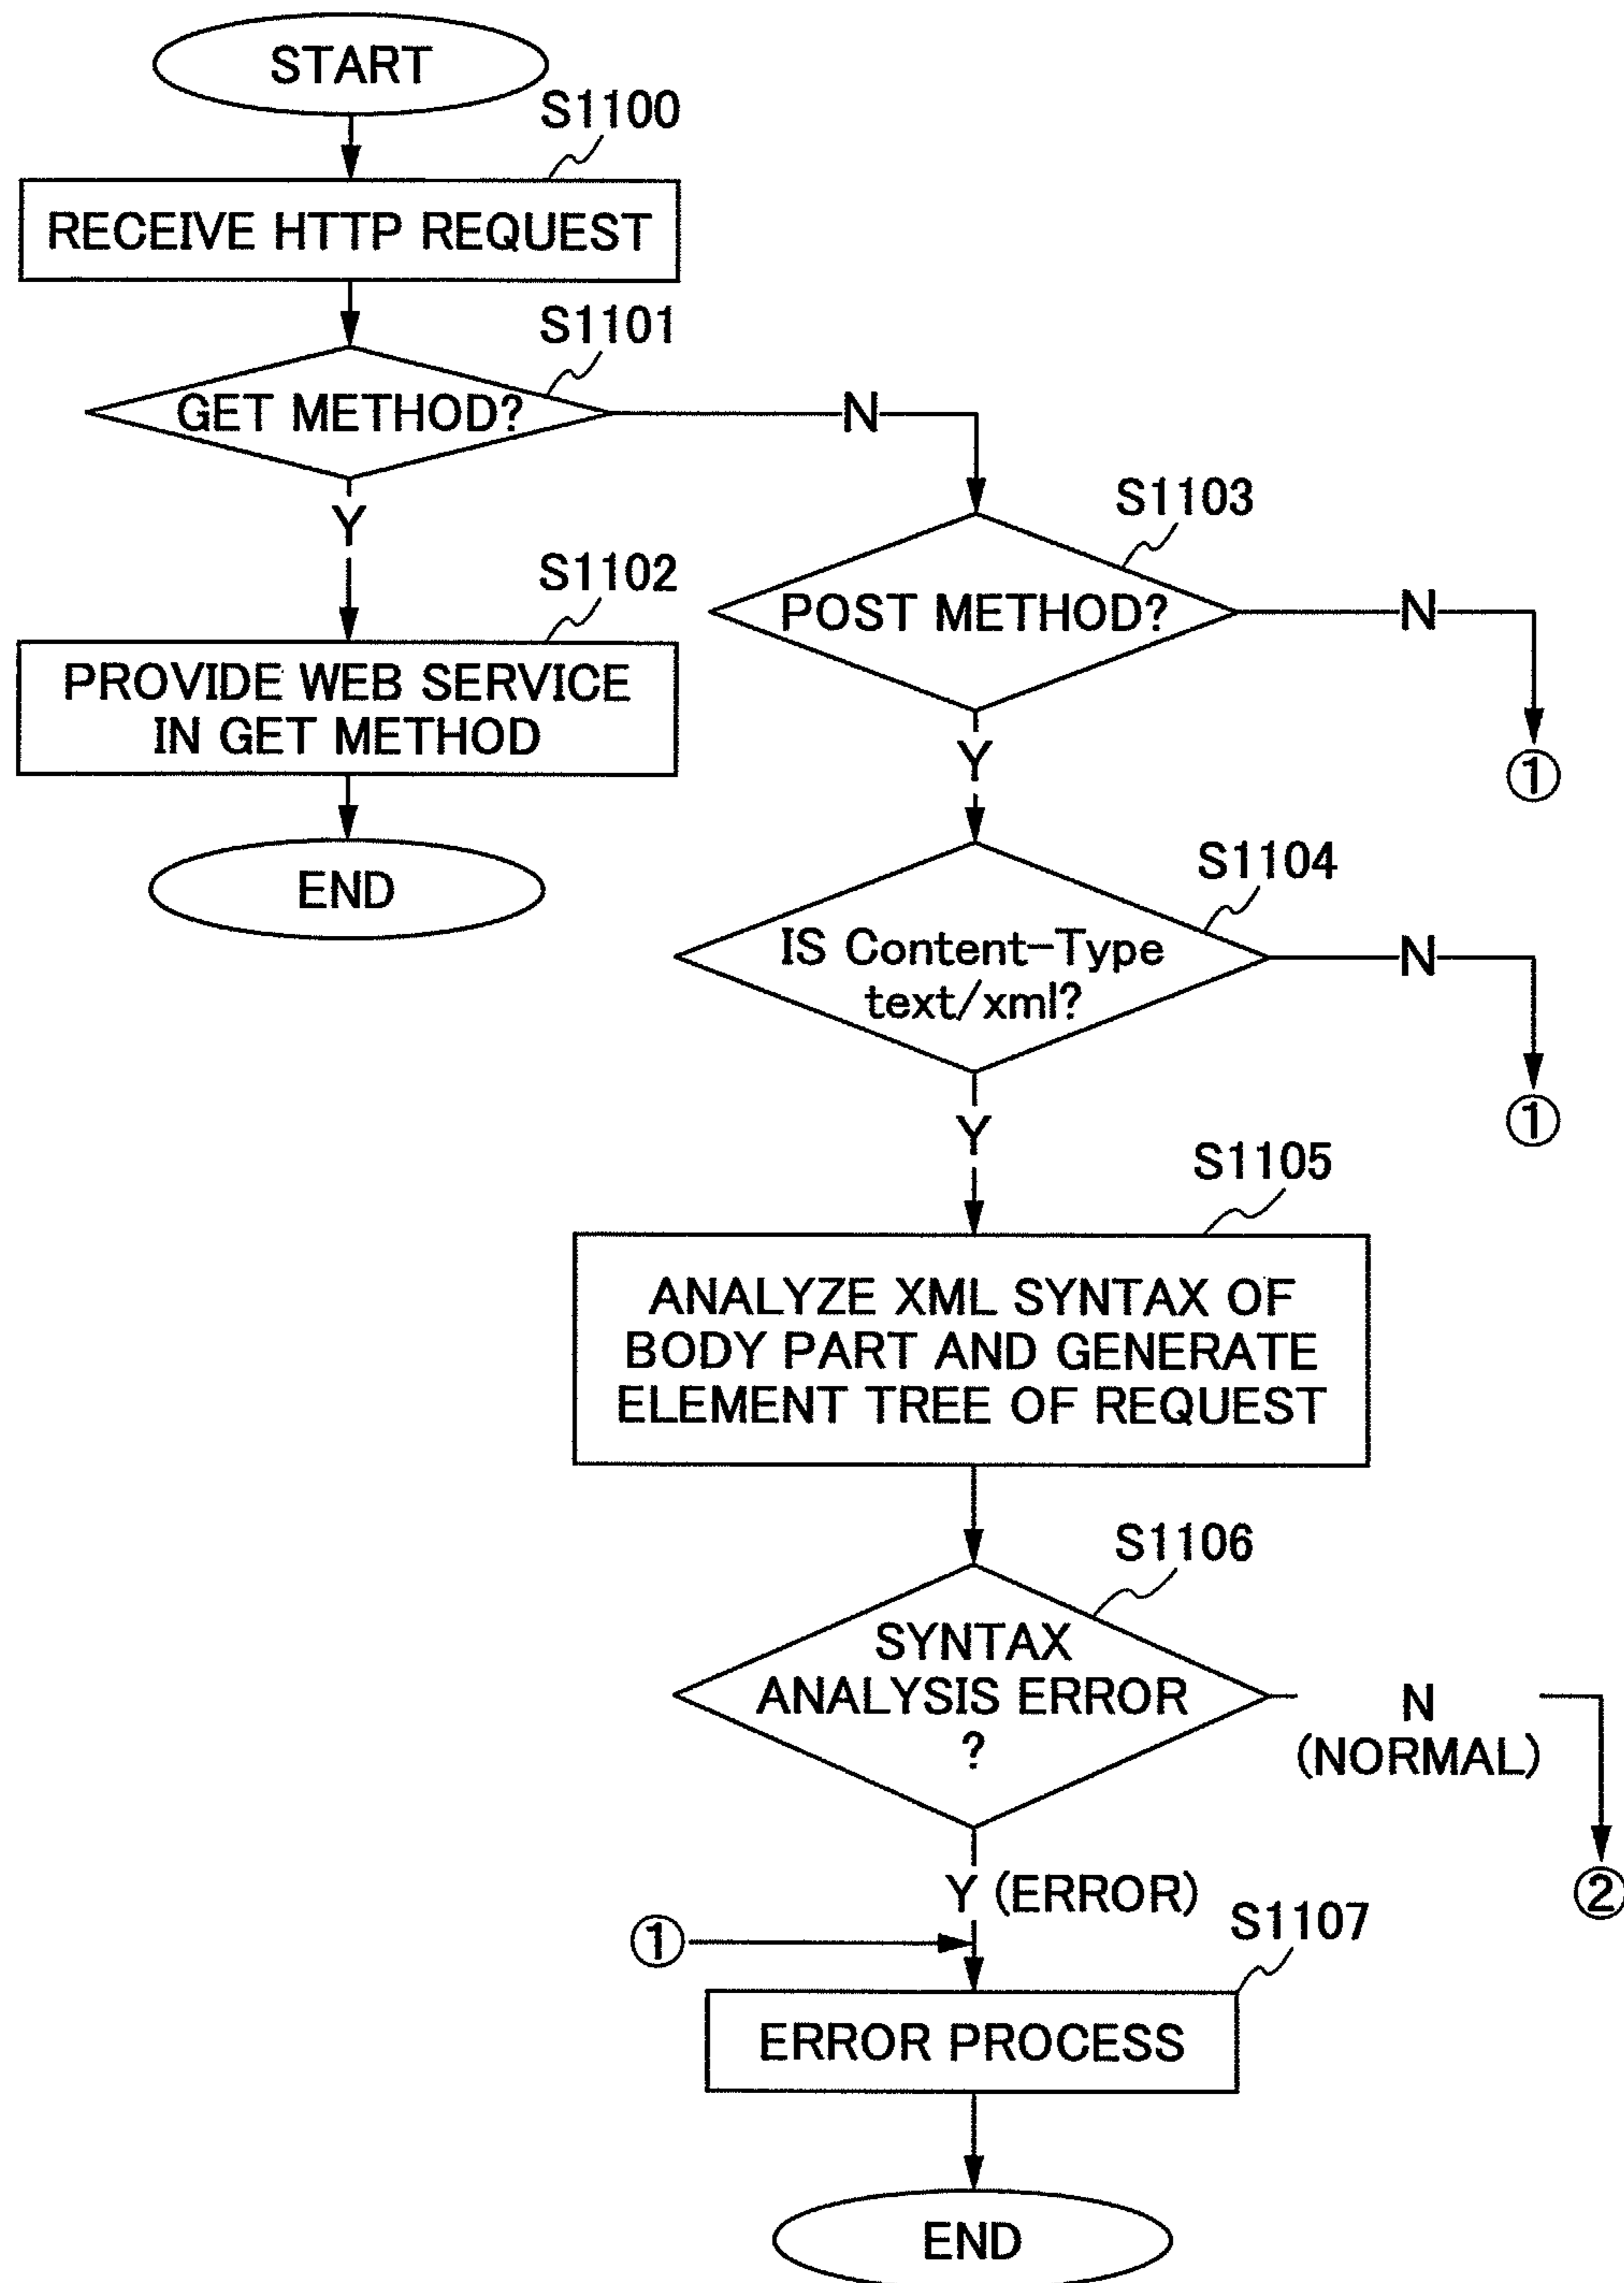 START
S1100
RECEIVE HTTP REQUEST
S1101
GET METHOD?
N
Y
S1103
POST METHOD?
N
S1102
PROVIDE WEB SERVICE
IN GET METHOD
Y
①
END
S1104
IS Content-Type
text/xml?
N
Y
①
S1105
ANALYZE XML SYNTAX OF
BODY PART AND GENERATE
ELEMENT TREE OF REQUEST
S1106
SYNTAX
ANALYSIS ERROR
?
N
(NORMAL)
②
Y (ERROR)
①
S1107
ERROR PROCESS
END